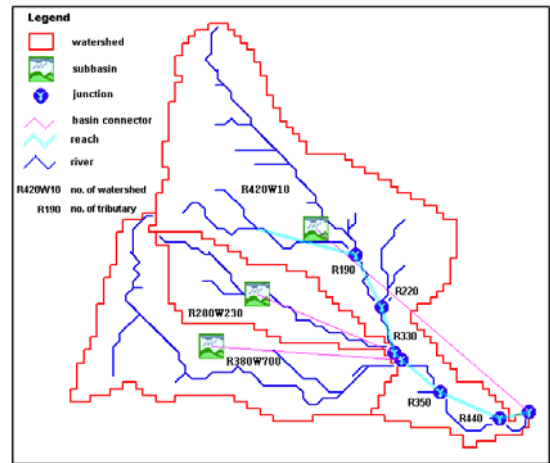 Legend
watershed
subbasin
junction
basin connector
reach
river
R420W10 no. of watershed
R190 no. of tributary
R420W10
R190
R220
R280W230
R330
R380W700
R350
R440